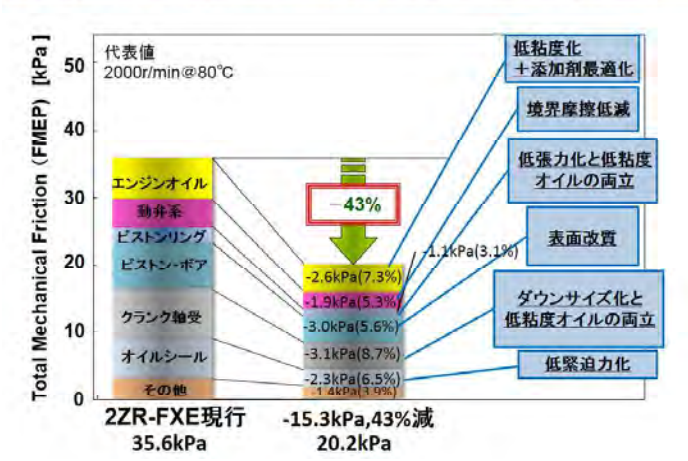 Total Mechanical Friction (FMEP) [kPa]
50
40
30
20
10
0
代表値
2000r/min@80℃
エンジンオイル
動弁系
ピストンリング
ピストン・ボア
クランク軸受
オイルシール
その他
-43%
-2.6kPa(7.3%)
-1.1kPa(3.1%)
-1.9kPa(5.3%)
-3.0kPa(5.6%)
-3.1kPa(8.7%)
-2.3kPa(6.5%)
-1.4kPa(3.9%)
低粘度化
＋添加剤最適化
境界摩擦低減
低張力化と低粘度
オイルの両立
表面改質
ダウンサイズ化と
低粘度オイルの両立
低緊迫力化
2ZR-FXE現行
35.6kPa
-15.3kPa,43%減
20.2kPa